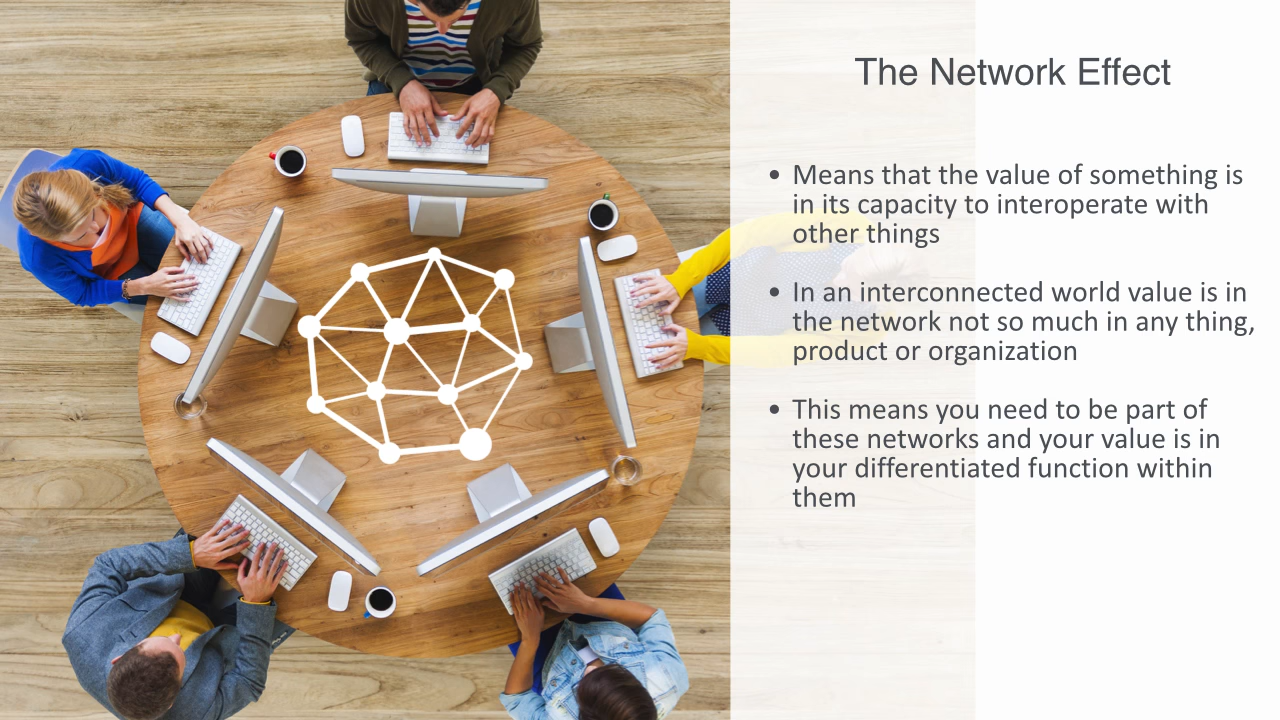 The Network Effect
• Means that the value of something is
in its capacity to interoperate with
other things
• In an interconnected world value is in
the network not so much in any thing,
product or organization
• This means you need to be part of
these networks and your value is in
your differentiated function within
them